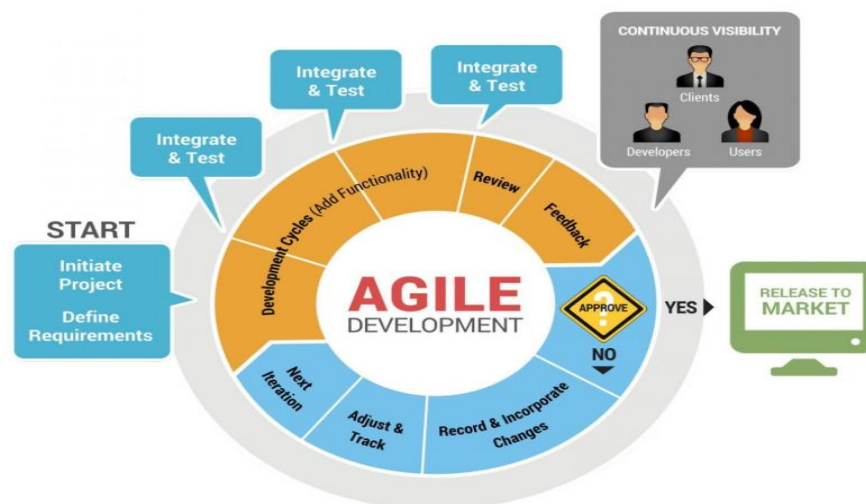 START
Initiate
Project
Define
Requirements
Integrate
& Test
Integrate
& Test
Integrate
& Test
CONTINUOUS VISIBILITY
Clients
Developers
Users
Development Cycles (Add Functionality)
Review
Feedback
AGILE
DEVELOPMENT
?
APPROVE
YES
RELEASE TO
MARKET
NO
Record & Incorporate
Changes
Adjust &
Track
Next
Iteration